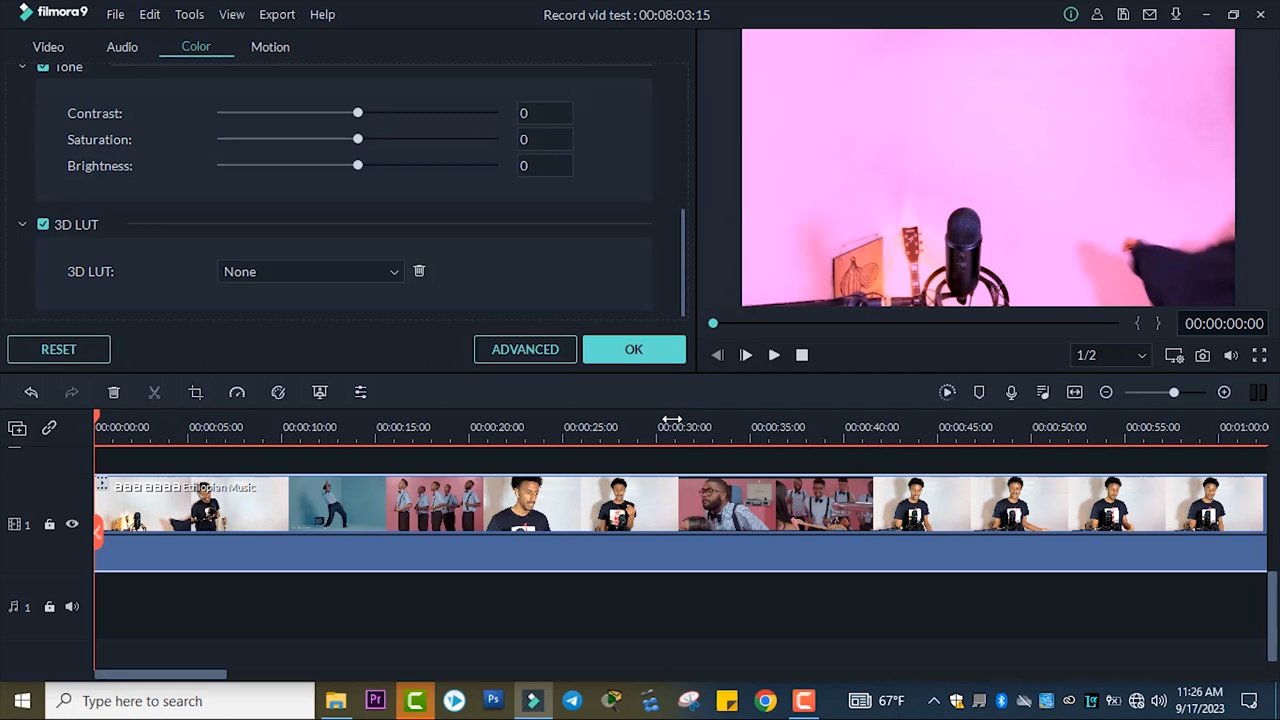 filmora9 File Edit Tools View Export Help Record vid test : 00:08:03:15
Video Audio Color Motion
Tone
Contrast: 0
Saturation: 0
Brightness: 0
3D LUT
3D LUT: None
RESET ADVANCED OK
{ } 00:00:00:00
1/2
00:00:00:00 00:00:05:00 00:00:10:00 00:00:15:00 00:00:20:00 00:00:25:00 00:00:30:00 00:00:35:00 00:00:40:00 00:00:45:00 00:00:50:00 00:00:55:00 00:01:00:0
Ethiopian Music
1
1
Type here to search
Pr Ps 67°F 11:26 AM
9/17/2023